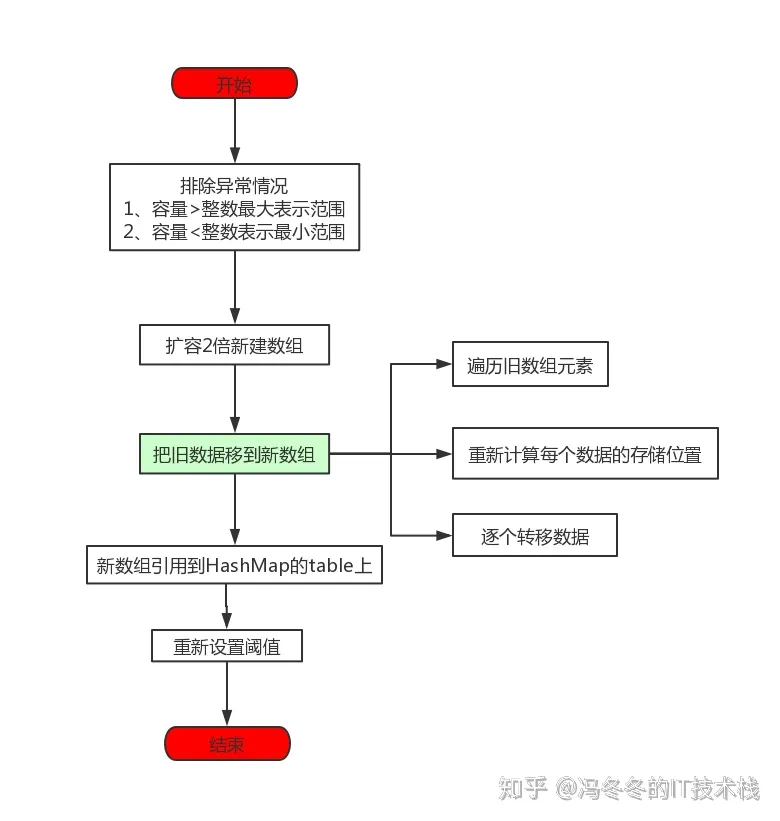 开始
排除异常情况
1、容量>整数最大表示范围
2、容量<整数表示最小范围
扩容2倍新建数组
把旧数据移到新数组
遍历旧数组元素
重新计算每个数据的存储位置
逐个转移数据
新数组引用到HashMap的table上
重新设置阈值
结束
知乎 @冯冬冬的IT技术栈